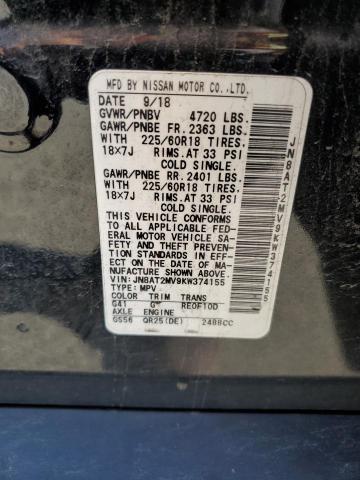 MFD BY NISSAN MOTOR CO.,LTD.
DATE 9/18
GVWR/PNBV 4720 LBS.
GAWR/PNBE FR. 2363 LBS.
WITH 225/60R18 TIRES.
18x7J RIMS.AT 33 PSI
COLD SINGLE.
GAWR/PNBE RR. 2401 LBS.
WITH 225/60R18 TIRES.
18x7J RIMS.AT 33 PSI
COLD SINGLE.
THIS VEHICLE CONFORMS
TO ALL APPLICABLE FED-
ERAL MOTOR VEHICLE SA
FETY AND THEFT PREVEN-
TION STANDARDS IN EFF-
ECT ON THE DATE OF MA-
NUFACTURE SHOWN ABOVE
VIN:JN8AT2MV9KW374155
TYPE:MPV
COLOR TRIM TRANS
G41 G RE0F10D
AXLE ENGINE
GS56 QR25(DE) 2488CC
JN8AT2MV9KW374155